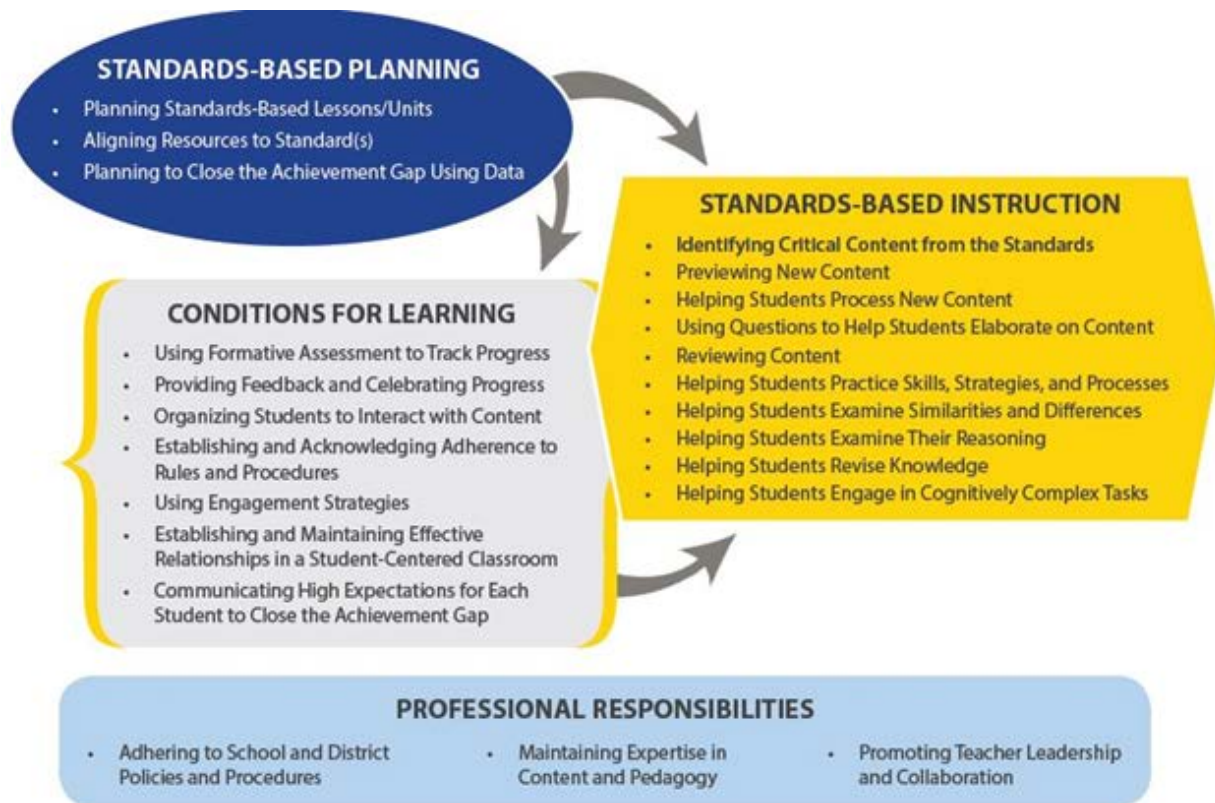 STANDARDS-BASED PLANNING
• Planning Standards-Based Lessons/Units
• Aligning Resources to Standard(s)
• Planning to Close the Achievement Gap Using Data
STANDARDS-BASED INSTRUCTION
• Identifying Critical Content from the Standards
• Previewing New Content
• Helping Students Process New Content
• Using Questions to Help Students Elaborate on Content
• Reviewing Content
• Helping Students Practice Skills, Strategies, and Processes
• Helping Students Examine Similarities and Differences
• Helping Students Examine Their Reasoning
• Helping Students Revise Knowledge
• Helping Students Engage in Cognitively Complex Tasks
CONDITIONS FOR LEARNING
• Using Formative Assessment to Track Progress
• Providing Feedback and Celebrating Progress
• Organizing Students to Interact with Content
• Establishing and Acknowledging Adherence to
Rules and Procedures
• Using Engagement Strategies
• Establishing and Maintaining Effective
Relationships in a Student-Centered Classroom
• Communicating High Expectations for Each
Student to Close the Achievement Gap
PROFESSIONAL RESPONSIBILITIES
• Adhering to School and District
Policies and Procedures
• Maintaining Expertise in
Content and Pedagogy
• Promoting Teacher Leadership
and Collaboration